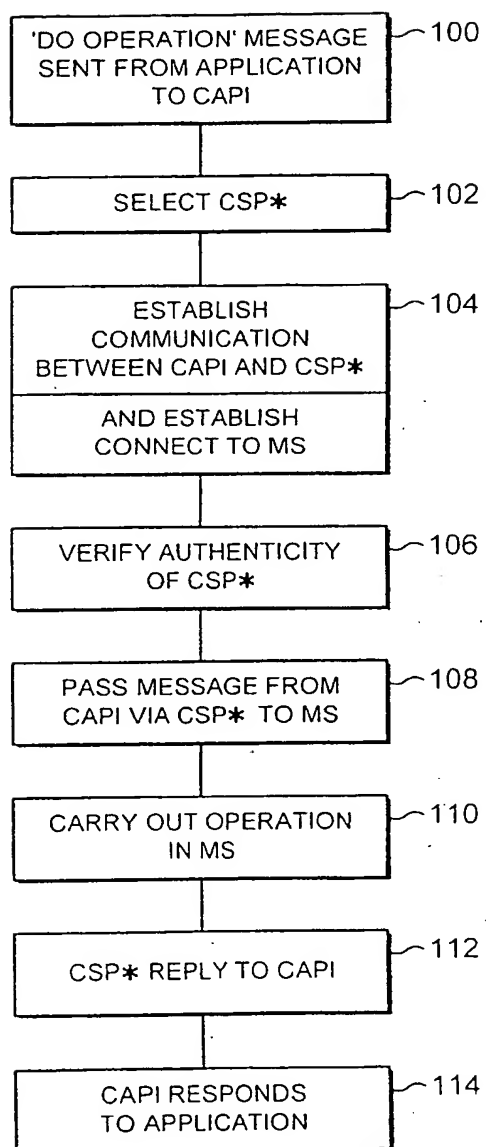 'DO OPERATION' MESSAGE 100
SENT FROM APPLICATION
TO CAPI
SELECT CSP* 102
ESTABLISH 104
COMMUNICATION
BETWEEN CAPI AND CSP*
AND ESTABLISH
CONNECT TO MS
VERIFY AUTHENTICITY 106
OF CSP*
PASS MESSAGE FROM 108
CAPI VIA CSP* TO MS
CARRY OUT OPERATION 110
IN MS
CSP* REPLY TO CAPI 112
CAPI RESPONDS 114
TO APPLICATION